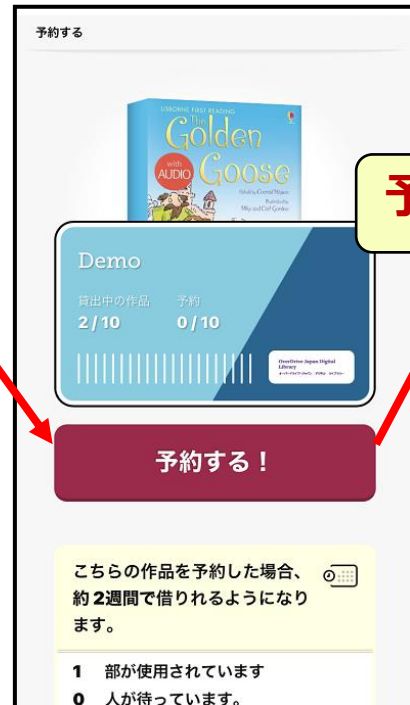 予約する
USBORNE FIRST READING
The
Golden
Goose
with
AUDIO
予
Demo
貸出中の作品 予約
2/10 0/10
OverDrive Japan Digital
Library
予約する！
こちらの作品を予約した場合、
約2週間で借りれるようになり
ます。
1 部が使用されています
0 人が待っています。